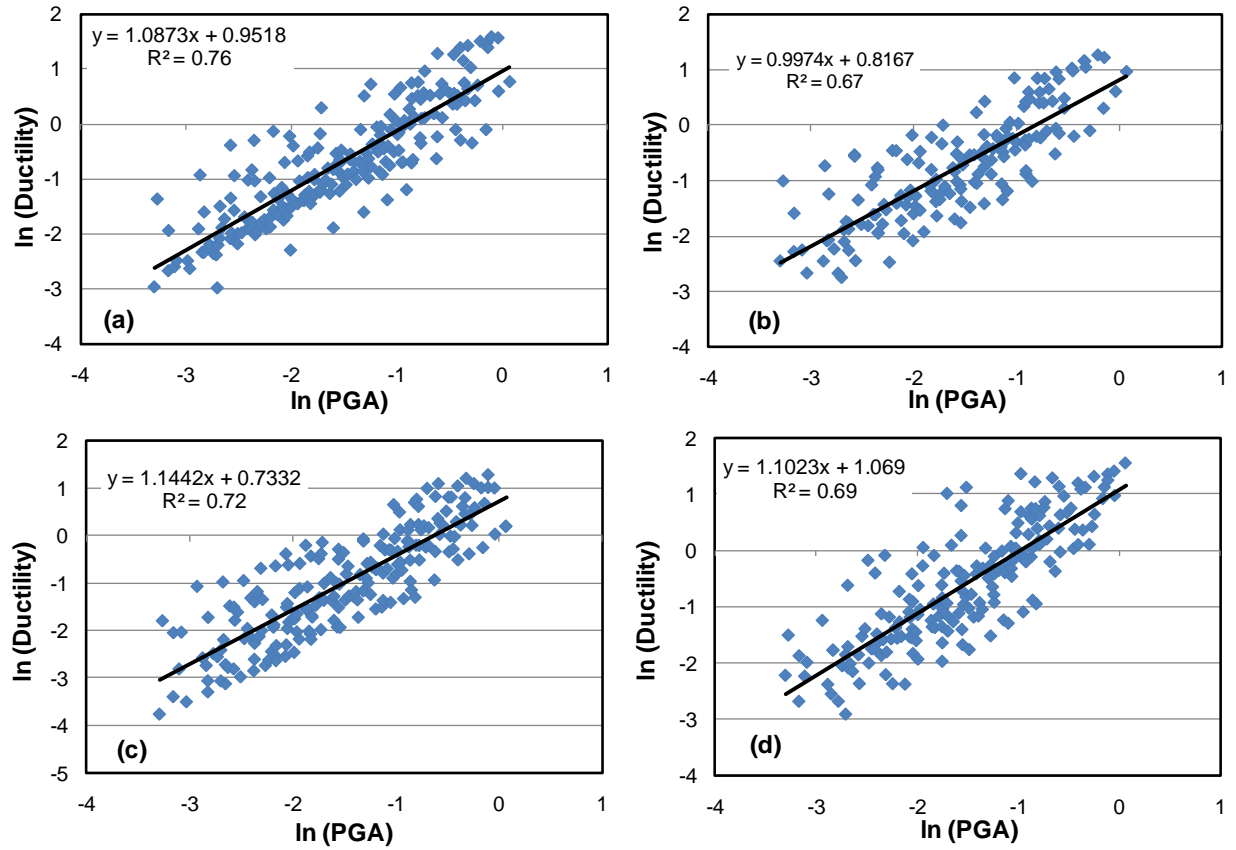 2
1
0
-1
-2
-3
-4
-4
-3
-2
-1
0
1
ln (Ductility)
ln (PGA)
y = 1.0873x + 0.9518
R² = 0.76
(a)
2
1
0
-1
-2
-3
-4
-4
-3
-2
-1
0
1
ln (Ductility)
ln (PGA)
y = 0.9974x + 0.8167
R² = 0.67
(b)
2
1
0
-1
-2
-3
-4
-5
-4
-3
-2
-1
0
1
ln (Ductility)
ln (PGA)
y = 1.1442x + 0.7332
R² = 0.72
(c)
2
1
0
-1
-2
-3
-4
-4
-3
-2
-1
0
1
ln (Ductility)
ln (PGA)
y = 1.1023x + 1.069
R² = 0.69
(d)